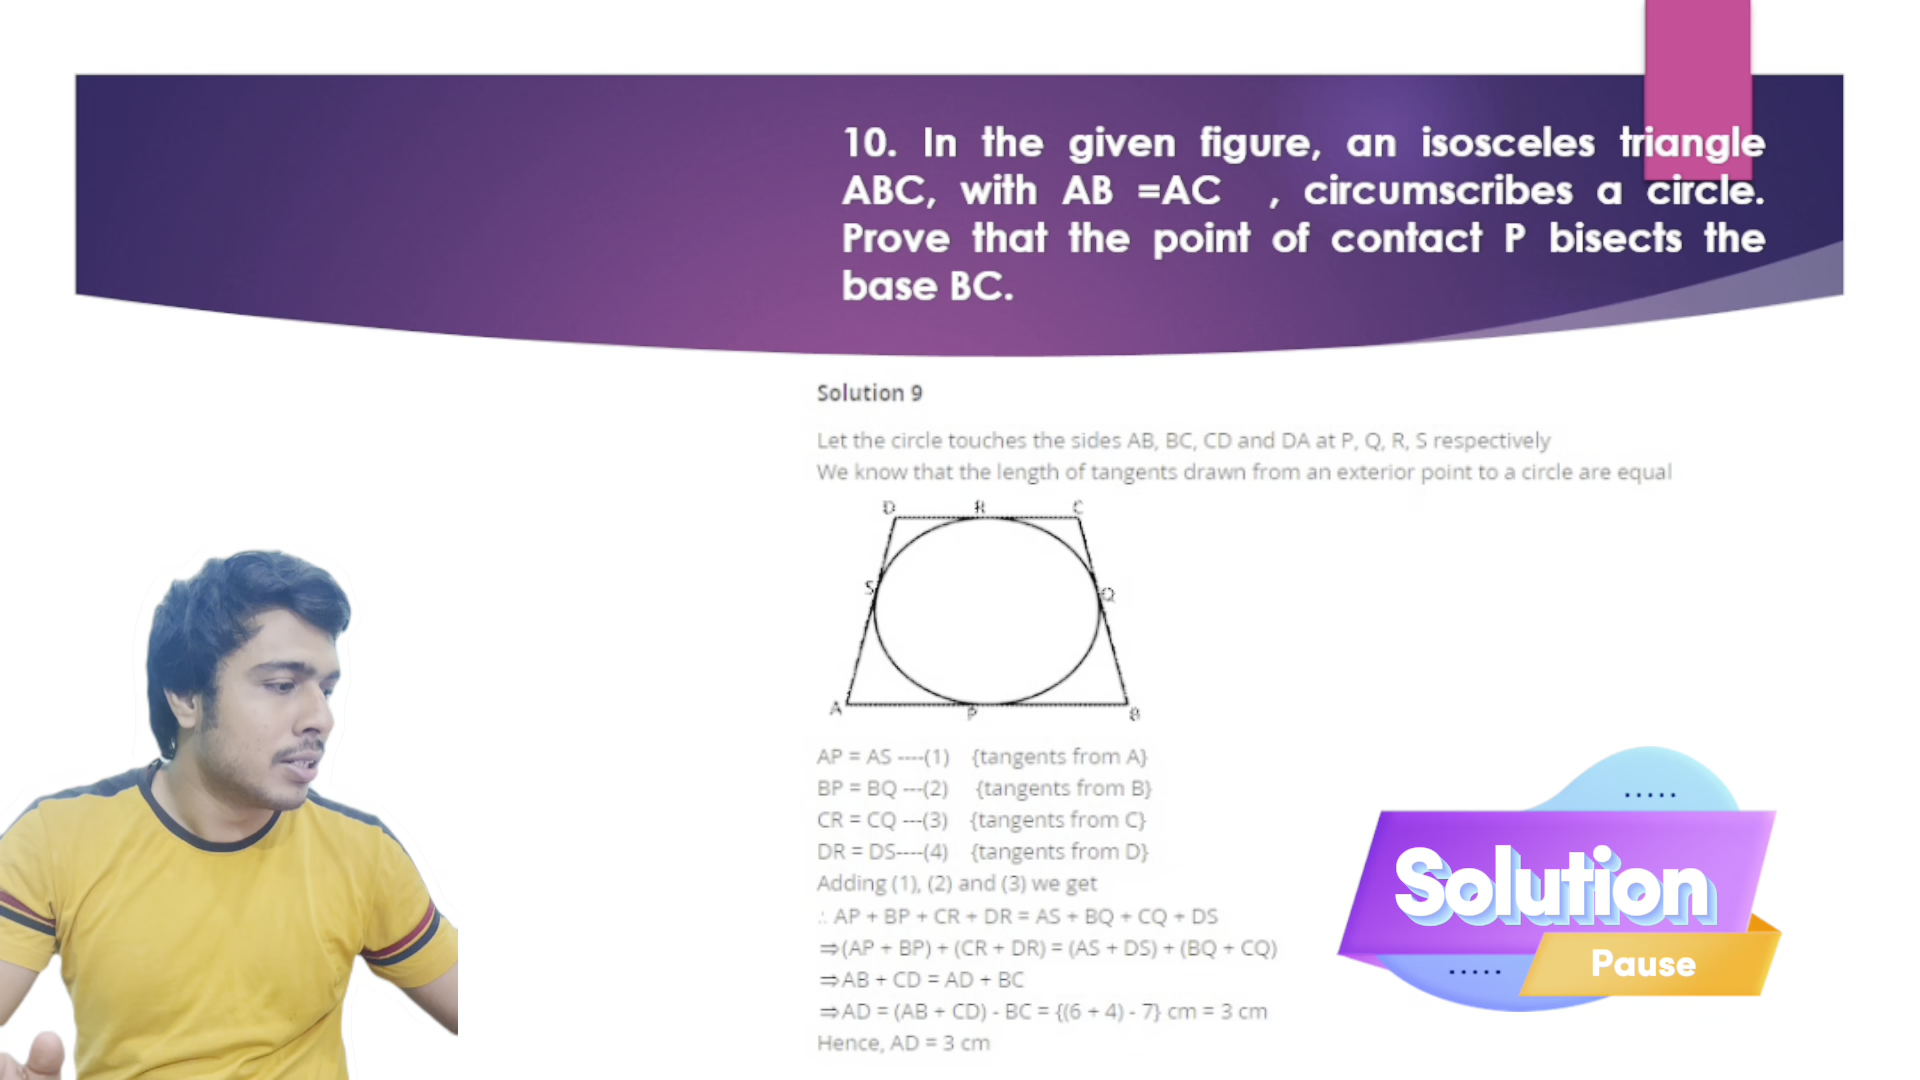 10. In the given figure, an isosceles triangle
ABC, with AB =AC , circumscribes a circle.
Prove that the point of contact P bisects the
base BC.
Solution 9
Let the circle touches the sides AB, BC, CD and DA at P, Q, R, S respectively
We know that the length of tangents drawn from an exterior point to a circle are equal
D R C
S Q
A P B
AP = AS ----(1) {tangents from A}
BP = BQ ---(2) {tangents from B}
CR = CQ ---(3) {tangents from C}
DR = DS----(4) {tangents from D}
Adding (1), (2) and (3) we get
∴ AP + BP + CR + DR = AS + BQ + CQ + DS
⇒(AP + BP) + (CR + DR) = (AS + DS) + (BQ + CQ)
⇒AB + CD = AD + BC
⇒AD = (AB + CD) - BC = {(6 + 4) - 7} cm = 3 cm
Hence, AD = 3 cm
Solution
Pause